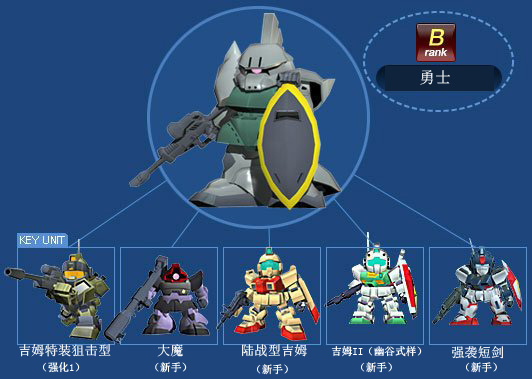 B
rank
勇士
KEY UNIT
吉姆特装狙击型
（强化1）
大魔
（新手）
陆战型吉姆
（新手）
吉姆II（幽谷式样）
（新手）
强袭短剑
（新手）